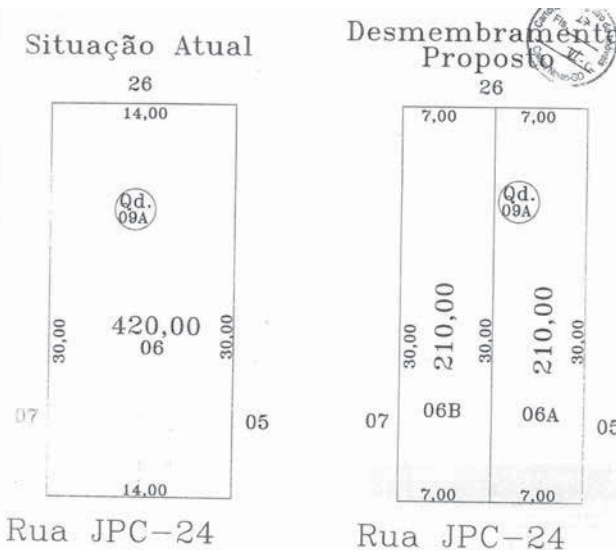 Situação Atual
26
14,00
Qd.
09A
30,00
420,00
06
30,00
07
05
14,00
Rua JPC-24
Desmembramento
Proposto
26
7,00
7,00
Qd.
09A
30,00
210,00
30,00
210,00
30,00
07
06B
06A
05
7,00
7,00
Rua JPC-24